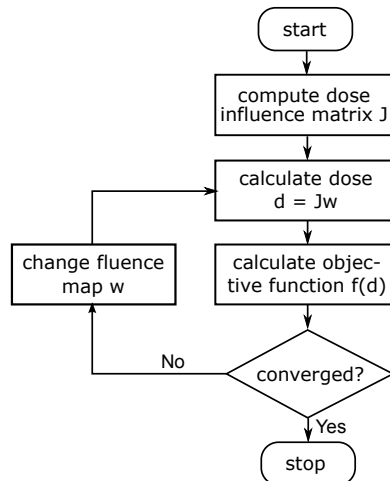 start
compute dose
influence matrix J
calculate dose
d = Jw
change fluence
map w
calculate objec-
tive function f(d)
No
converged?
Yes
stop